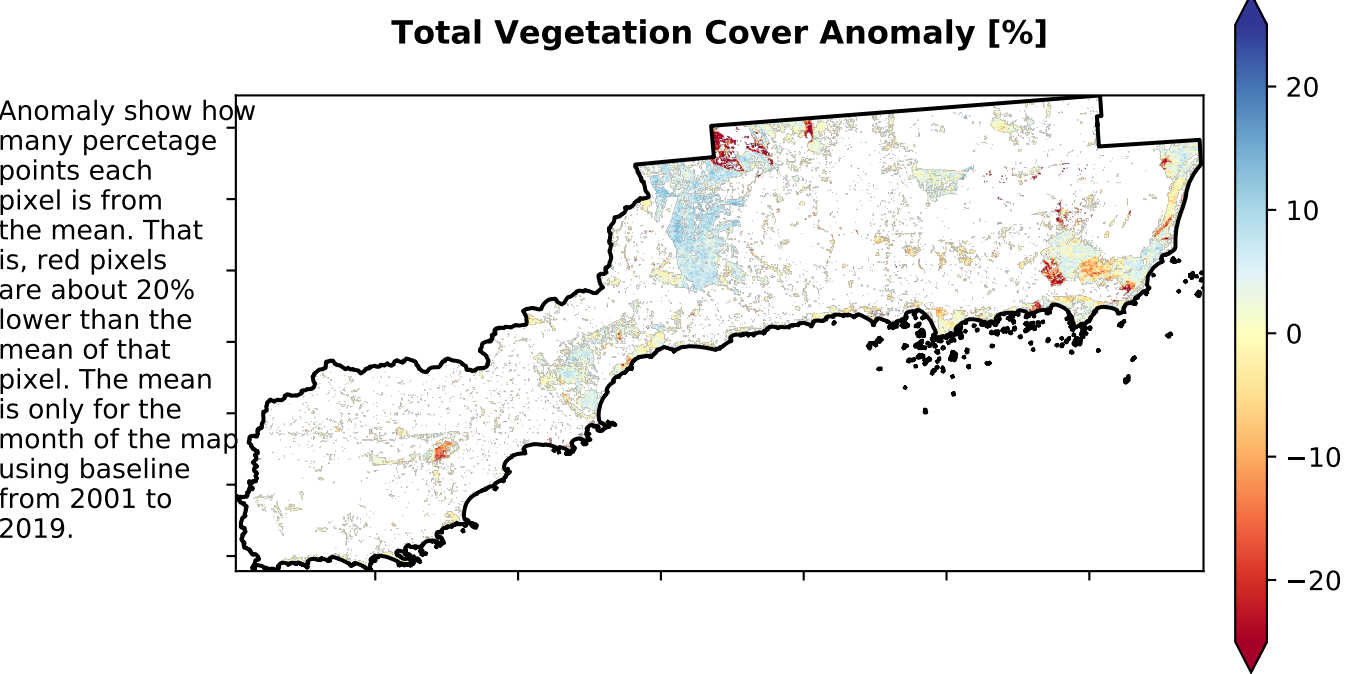 Total Vegetation Cover Anomaly [%]
Anomaly show how
many percetage
points each
pixel is from
the mean. That
is, red pixels
are about 20%
lower than the
mean of that
pixel. The mean
is only for the
month of the map
using baseline
from 2001 to
2019.
20
10
0
−10
−20